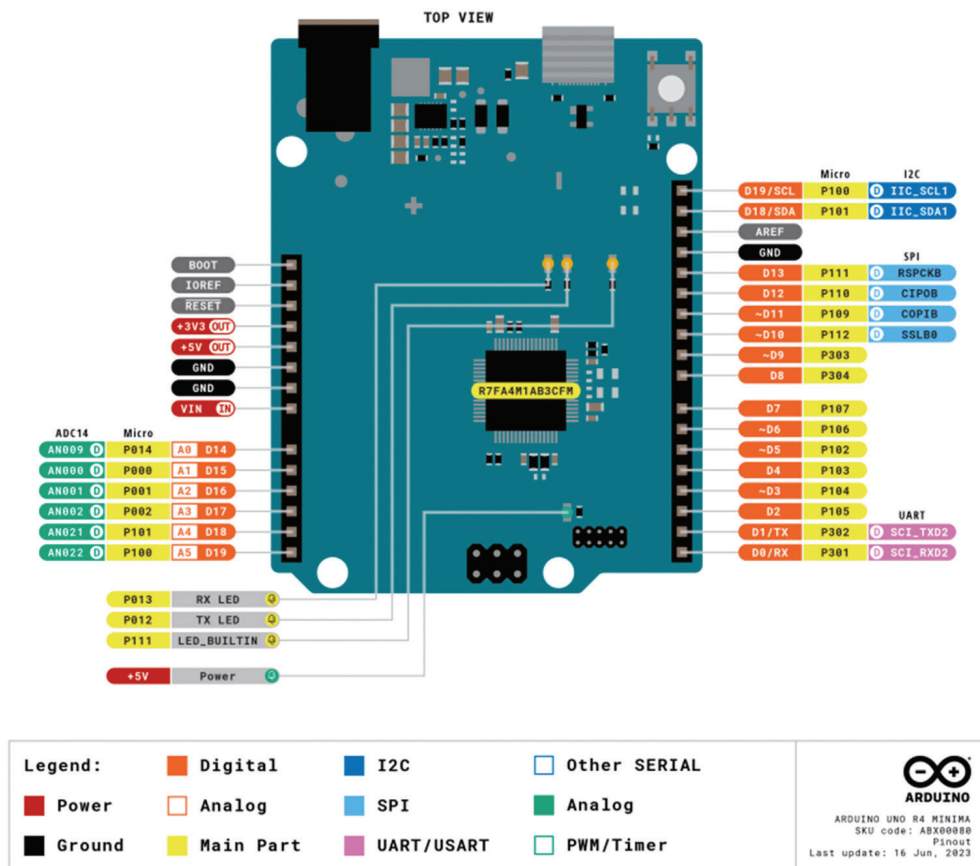 TOP VIEW
Micro I2C
D19/SCL P100 D IIC_SCL1
D18/SDA P101 D IIC_SDA1
AREF
GND
SPI
D13 P111 D RSPCKB
D12 P110 D CIPOB
~D11 P109 D COPIB
~D10 P112 D SSLB0
~D9 P303
D8 P304
D7 P107
~D6 P106
~D5 P102
D4 P103
~D3 P104
D2 P105
UART
D1/TX P302 D SCI_TXD2
D0/RX P301 D SCI_RXD2
BOOT
IOREF
RESET
+3V3 OUT
+5V OUT
GND
GND
VIN IN
ADC14 Micro
AN009 D P014 A0 D14
AN000 D P000 A1 D15
AN001 D P001 A2 D16
AN002 D P002 A3 D17
AN021 D P101 A4 D18
AN022 D P100 A5 D19
R7FA4M1AB3CFM
P013 RX LED
P012 TX LED
P111 LED_BUILTIN
+5V Power
Legend:
Power
Ground
Digital
Analog
Main Part
I2C
SPI
UART/USART
Other SERIAL
Analog
PWM/Timer
ARDUINO
ARDUINO UNO R4 MINIMA
SKU code: ABX00080
Pinout
Last update: 16 Jun, 2023